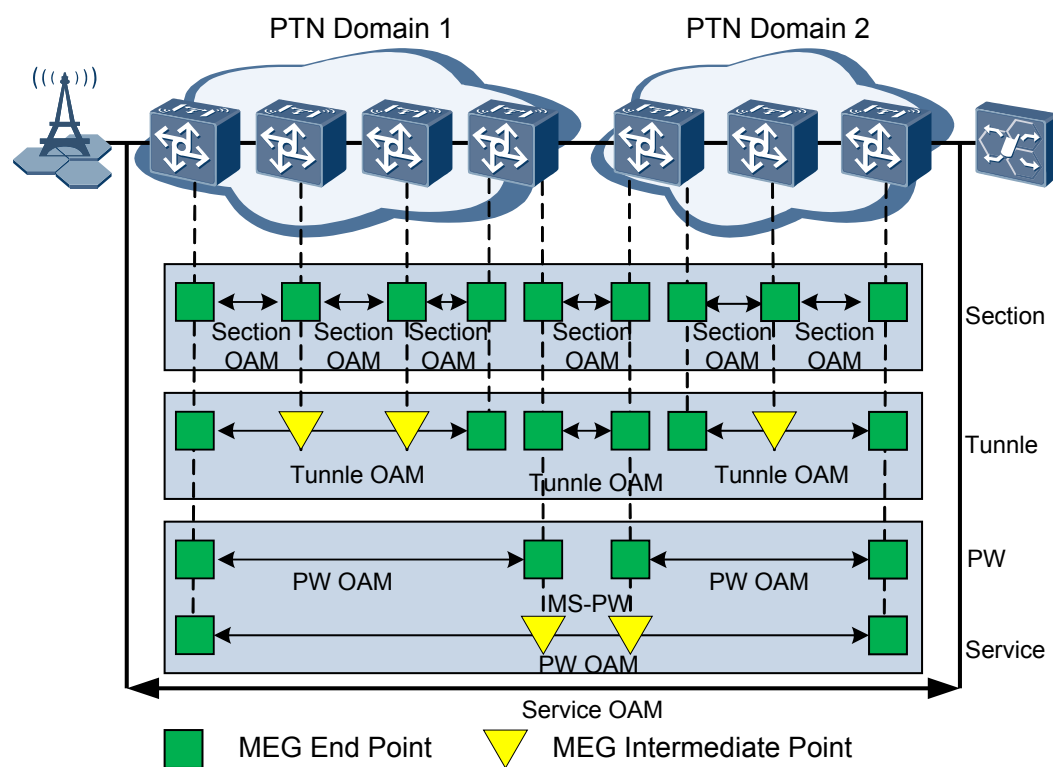 PTN Domain 1
PTN Domain 2
Section
OAM
Section
OAM
Section
OAM
Section
OAM
Section
OAM
Section
OAM
Section
Tunnle OAM
Tunnle OAM
Tunnle OAM
Tunnle
PW OAM
PW OAM
PW
MS-PW
PW OAM
Service
Service OAM
MEG End Point
MEG Intermediate Point